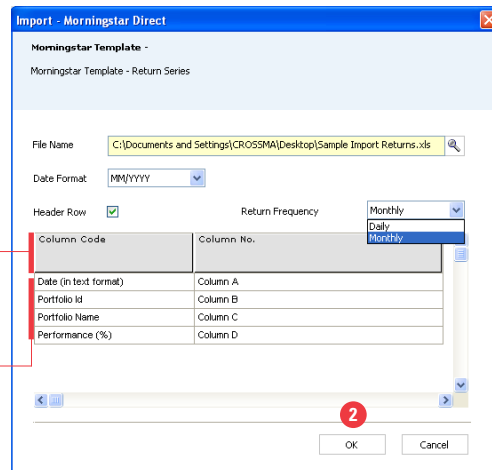 Import - Morningstar Direct
Morningstar Template -
Morningstar Template - Return Series
File Name C:\Documents and Settings\CROSSMA\Desktop\Sample Import Returns.xls
Date Format MM/YYYY
Header Row Return Frequency Monthly
Daily
Monthly
Column Code Column No.
Date (in text format) Column A
Portfolio Id Column B
Portfolio Name Column C
Performance (%) Column D
2
OK Cancel